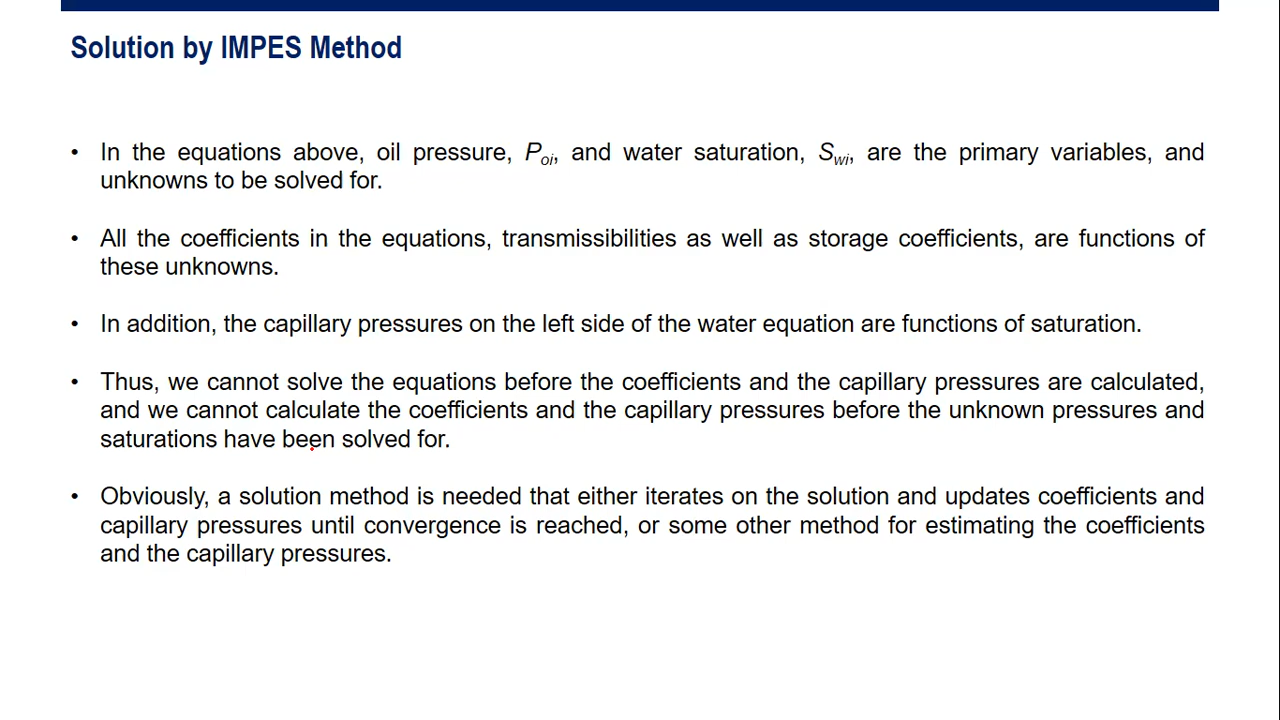 Solution by IMPES Method
• In the equations above, oil pressure, Poi, and water saturation, Swi, are the primary variables, and
unknowns to be solved for.
• All the coefficients in the equations, transmissibilities as well as storage coefficients, are functions of
these unknowns.
• In addition, the capillary pressures on the left side of the water equation are functions of saturation.
• Thus, we cannot solve the equations before the coefficients and the capillary pressures are calculated,
and we cannot calculate the coefficients and the capillary pressures before the unknown pressures and
saturations have been solved for.
• Obviously, a solution method is needed that either iterates on the solution and updates coefficients and
capillary pressures until convergence is reached, or some other method for estimating the coefficients
and the capillary pressures.